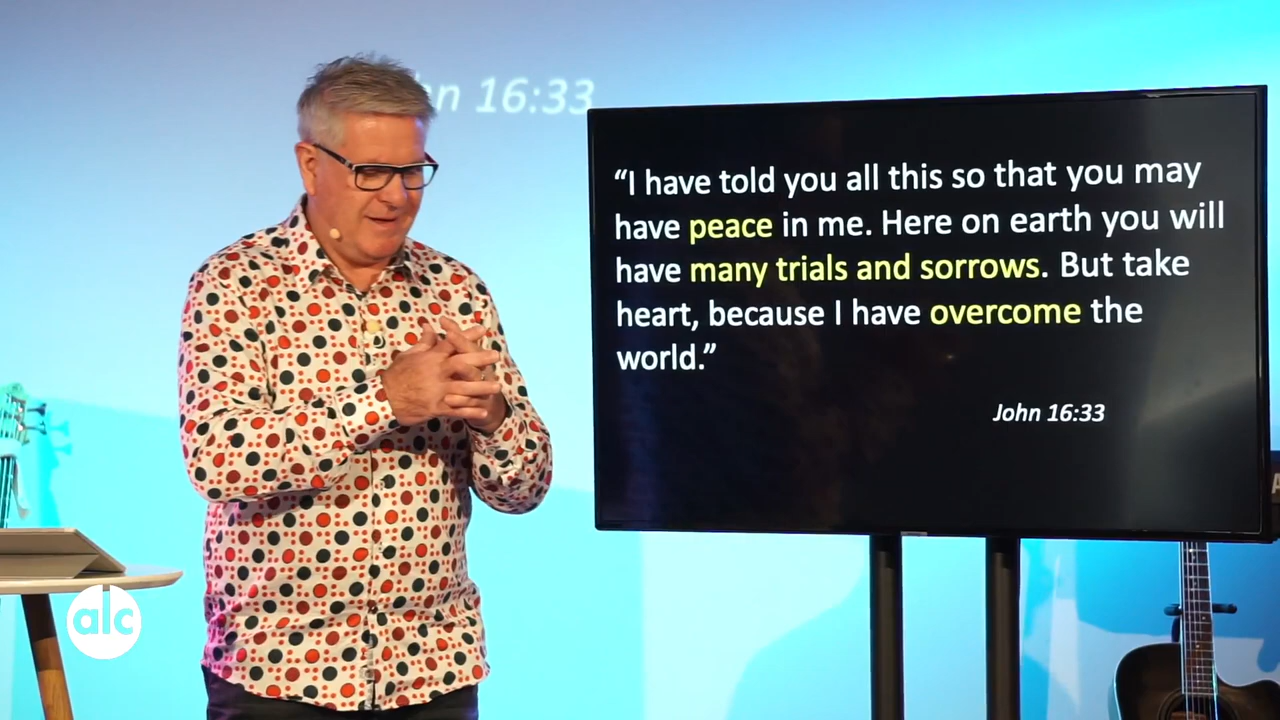 hn 16:33
“I have told you all this so that you may
have peace in me. Here on earth you will
have many trials and sorrows. But take
heart, because I have overcome the
world.”
John 16:33
alc